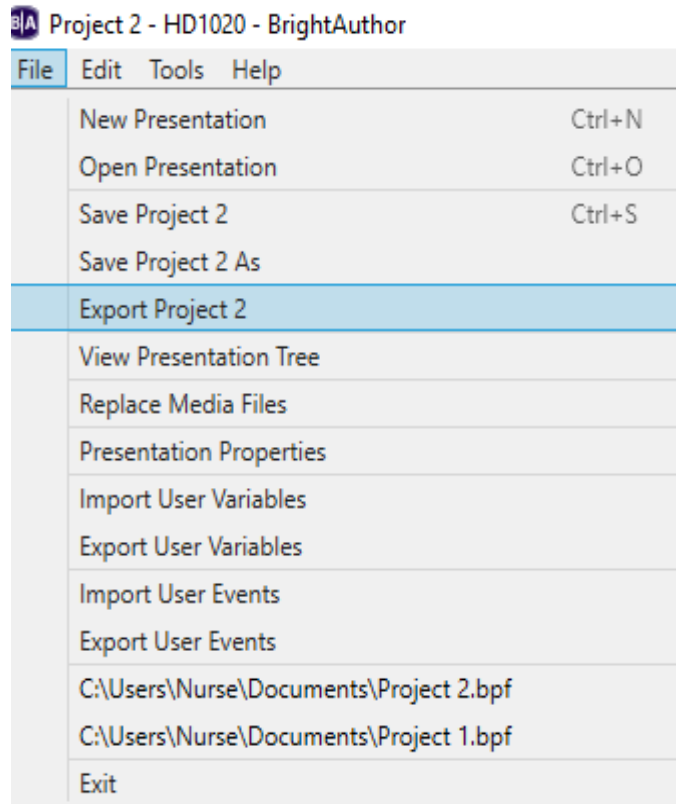 B|A Project 2 - HD1020 - BrightAuthor
File Edit Tools Help
New Presentation Ctrl+N
Open Presentation Ctrl+O
Save Project 2 Ctrl+S
Save Project 2 As
Export Project 2
View Presentation Tree
Replace Media Files
Presentation Properties
Import User Variables
Export User Variables
Import User Events
Export User Events
C:\Users\Nurse\Documents\Project 2.bpf
C:\Users\Nurse\Documents\Project 1.bpf
Exit